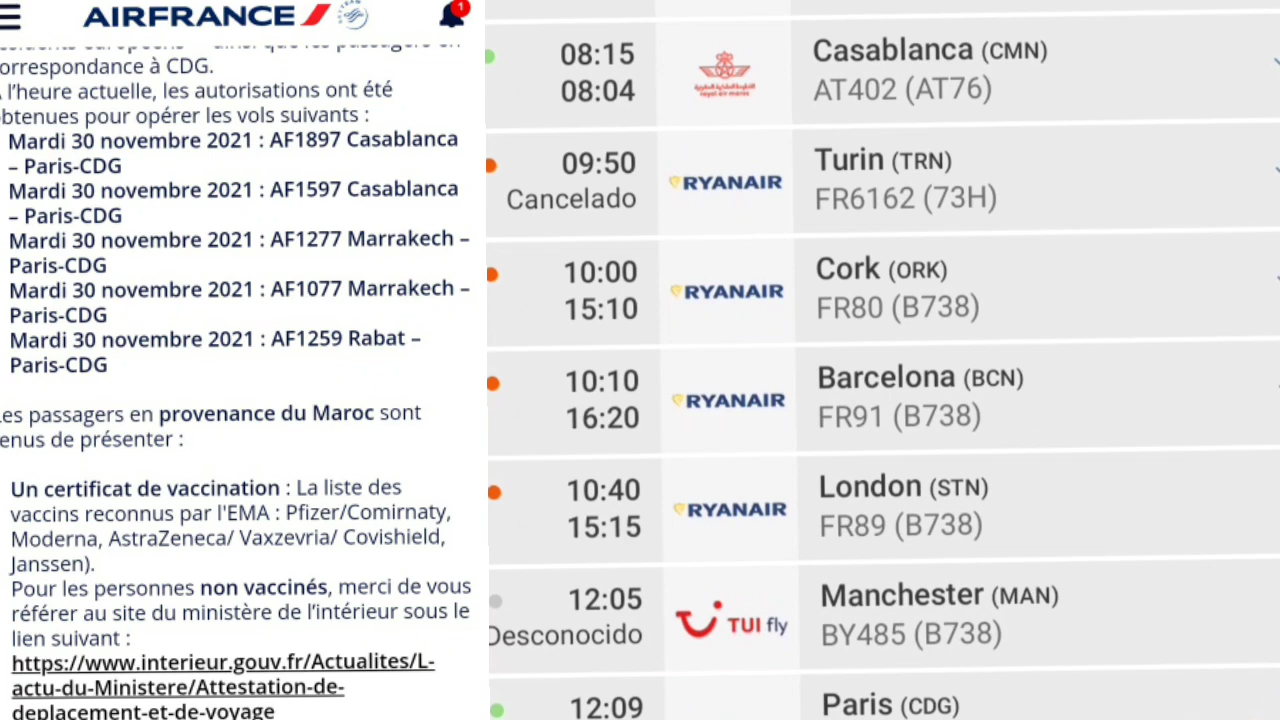 AIRFRANCE
1
orrespondance à CDG.
l’heure actuelle, les autorisations ont été
btenues pour opérer les vols suivants :
Mardi 30 novembre 2021 : AF1897 Casablanca
– Paris-CDG
Mardi 30 novembre 2021 : AF1597 Casablanca
– Paris-CDG
Mardi 30 novembre 2021 : AF1277 Marrakech –
Paris-CDG
Mardi 30 novembre 2021 : AF1077 Marrakech –
Paris-CDG
Mardi 30 novembre 2021 : AF1259 Rabat –
Paris-CDG
Les passagers en provenance du Maroc sont
enus de présenter :
Un certificat de vaccination : La liste des
vaccins reconnus par l'EMA : Pfizer/Comirnaty,
Moderna, AstraZeneca/ Vaxzevria/ Covishield,
Janssen).
Pour les personnes non vaccinés, merci de vous
référer au site du ministère de l’intérieur sous le
lien suivant :
https://www.interieur.gouv.fr/Actualites/L-
actu-du-Ministere/Attestation-de-
deplacement-et-de-voyage
08:15 Casablanca (CMN)
08:04 royal air maroc AT402 (AT76)
09:50 RYANAIR Turin (TRN)
Cancelado FR6162 (73H)
10:00 RYANAIR Cork (ORK)
15:10 FR80 (B738)
10:10 RYANAIR Barcelona (BCN)
16:20 FR91 (B738)
10:40 RYANAIR London (STN)
15:15 FR89 (B738)
12:05 TUI fly Manchester (MAN)
Desconocido BY485 (B738)
12:09 Paris (CDG)